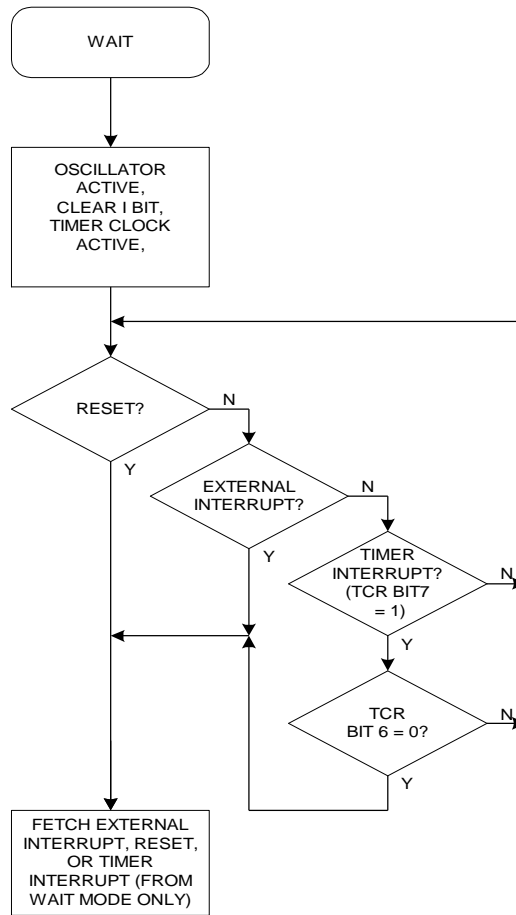 WAIT
OSCILLATOR
ACTIVE,
CLEAR I BIT,
TIMER CLOCK
ACTIVE,
RESET?
N
Y
EXTERNAL
INTERRUPT?
N
Y
TIMER
INTERRUPT?
(TCR BIT7
= 1)
N
Y
TCR
BIT 6 = 0?
N
Y
FETCH EXTERNAL
INTERRUPT, RESET,
OR TIMER
INTERRUPT (FROM
WAIT MODE ONLY)